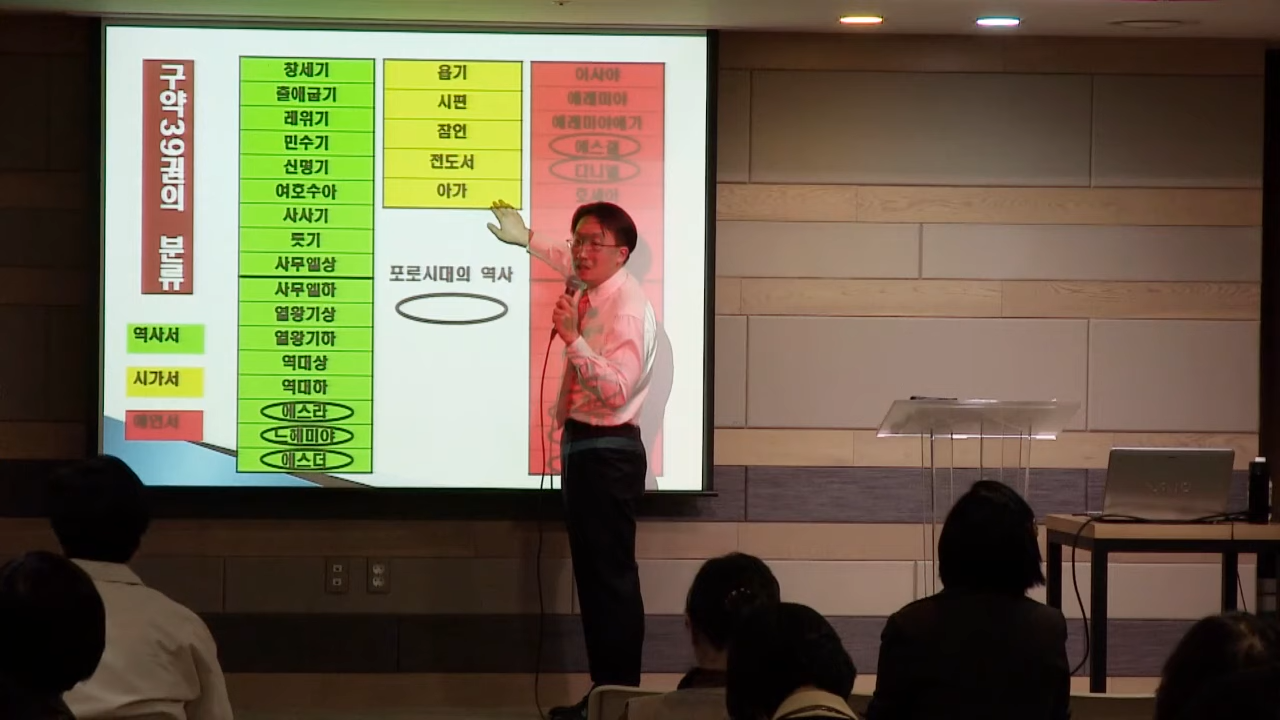 구약39권의 분류
역사서
시가서
예언서
창세기
출애굽기
레위기
민수기
신명기
여호수아
사사기
룻기
사무엘상
사무엘하
열왕기상
열왕기하
역대상
역대하
에스라
느헤미야
에스더
욥기
시편
잠언
전도서
아가
포로시대의 역사
이사야
예레미야
예레미야애가
에스겔
다니엘
호세아